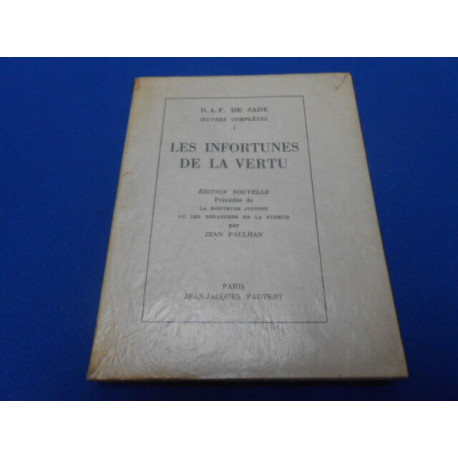 D.A.F. DE SADE
ŒUVRES COMPLÈTES
I
LES INFORTUNES
DE LA VERTU
ÉDITION NOUVELLE
Précédée de
LA DOUTEUSE JUSTINE
OU LES REVANCHES DE LA PUDEUR
par
JEAN PAULHAN
PARIS
JEAN-JACQUES PAUVERT